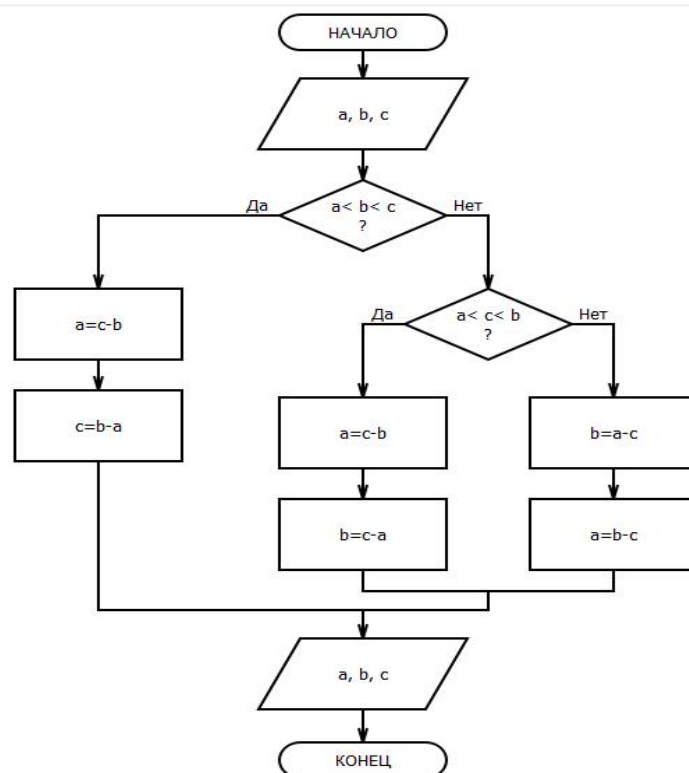 НАЧАЛО
a, b, c
a< b< c
?
Да
Нет
a=c-b
c=b-a
a< c< b
?
Да
Нет
a=c-b
b=c-a
b=a-c
a=b-c
a, b, c
КОНЕЦ